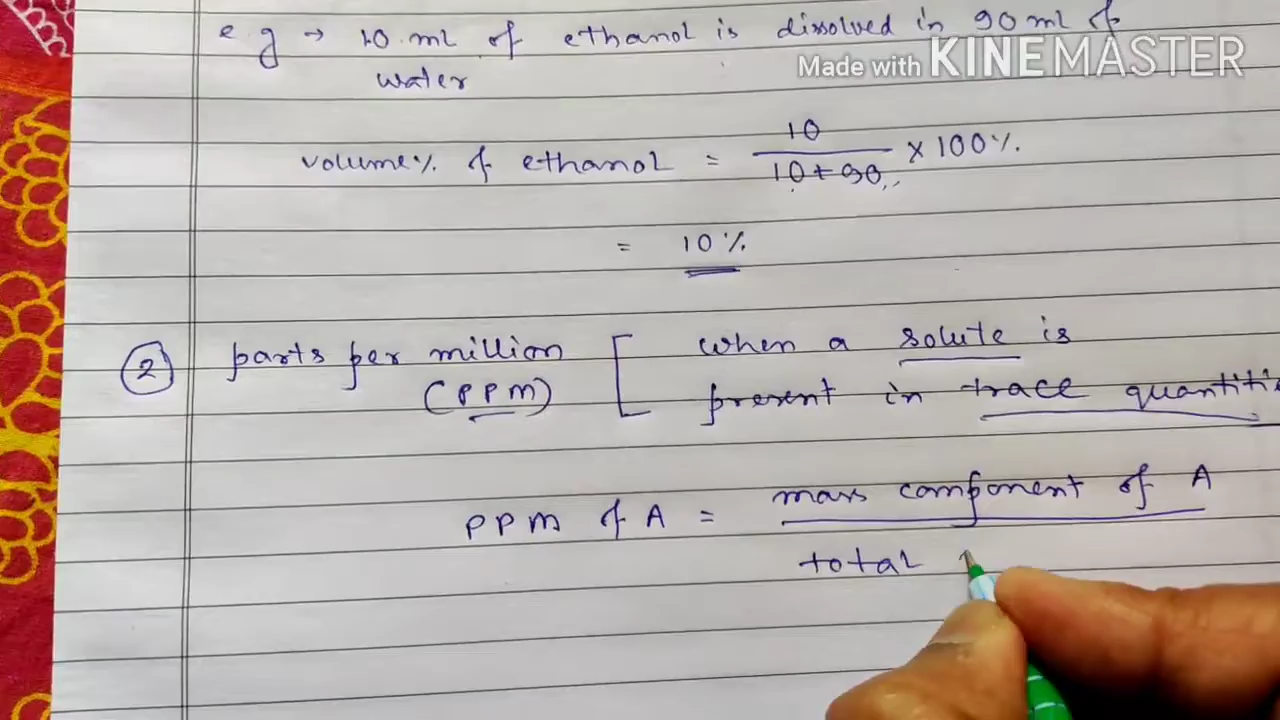 eg → 10 ml of ethanol is dissolved in 90 ml of
Made with KINEMASTER
water
volume% of ethanol = 10 / 10+90 × 100%.
= 10%
② parts per million [ when a solute is
(PPM) present in trace quantiti
PPM of A = mass component of A
total